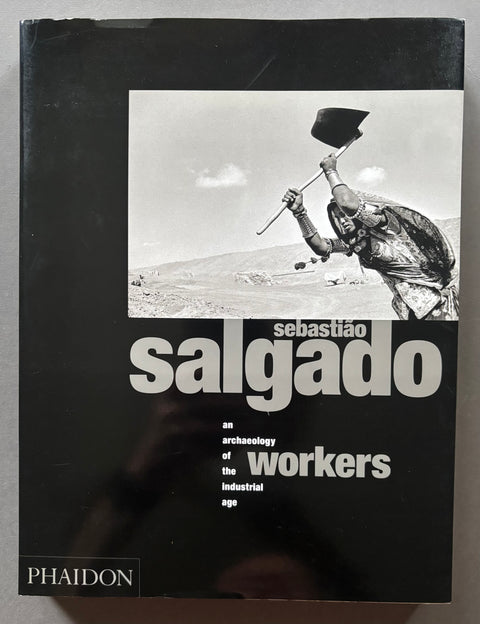 sebastião
salgado
an
archaeology
of
the
industrial
age
workers
PHAIDON